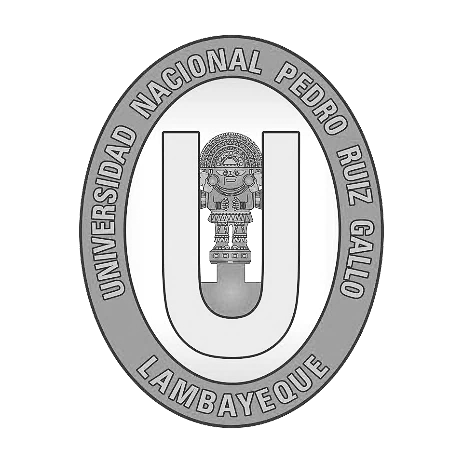 UNIVERSIDAD NACIONAL PEDRO RUIZ GALLO
U
LAMBAYEQUE